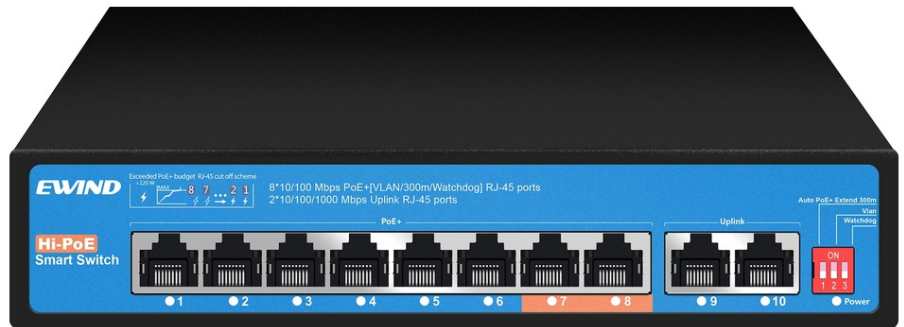 EWIND
Exceeded PoE+ budget RJ-45 cut off scheme
>120W
8 7 ... 2 1
8*10/100 Mbps PoE+[VLAN/300m/Watchdog] RJ-45 ports
2*10/100/1000 Mbps Uplink RJ-45 ports
Auto PoE+ Extend 300m
Vlan
Watchdog
PoE+
Uplink
Hi-PoE
Smart Switch
ON
1 2 3
1 2 3 4 5 6 7 8 9 10
Power